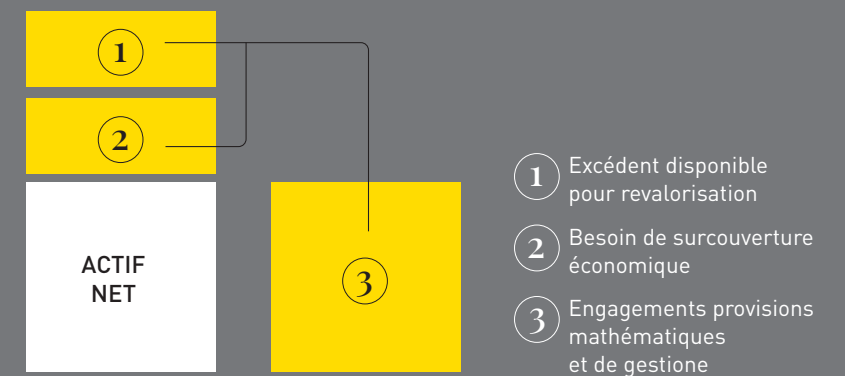 1
2
ACTIF
NET
3
1 Excédent disponible
pour revalorisation
2 Besoin de surcouverture
économique
3 Engagements provisions
mathématiques
et de gestione